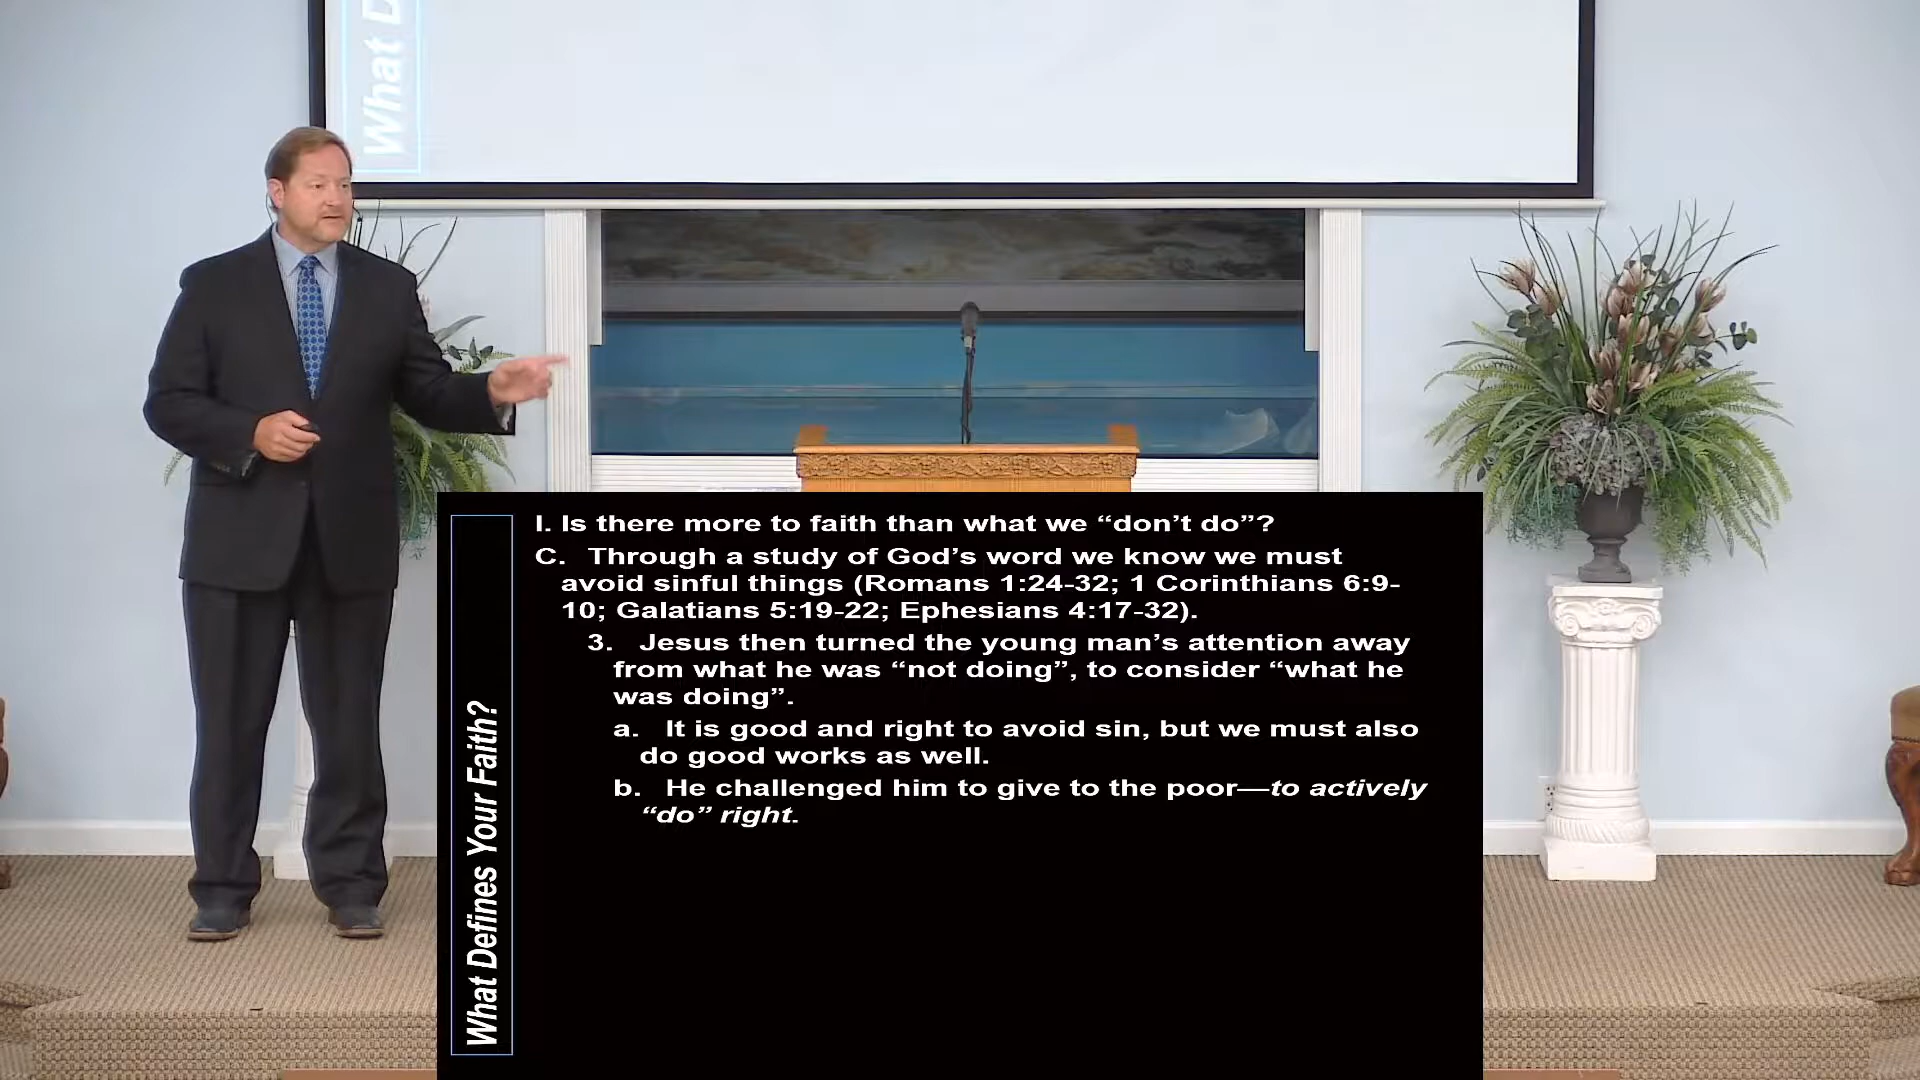 What D
I. Is there more to faith than what we “don’t do”?
C. Through a study of God’s word we know we must
avoid sinful things (Romans 1:24-32; 1 Corinthians 6:9-
10; Galatians 5:19-22; Ephesians 4:17-32).
3. Jesus then turned the young man’s attention away
from what he was “not doing”, to consider “what he
was doing”.
a. It is good and right to avoid sin, but we must also
do good works as well.
b. He challenged him to give to the poor—to actively
“do” right.
What Defines Your Faith?